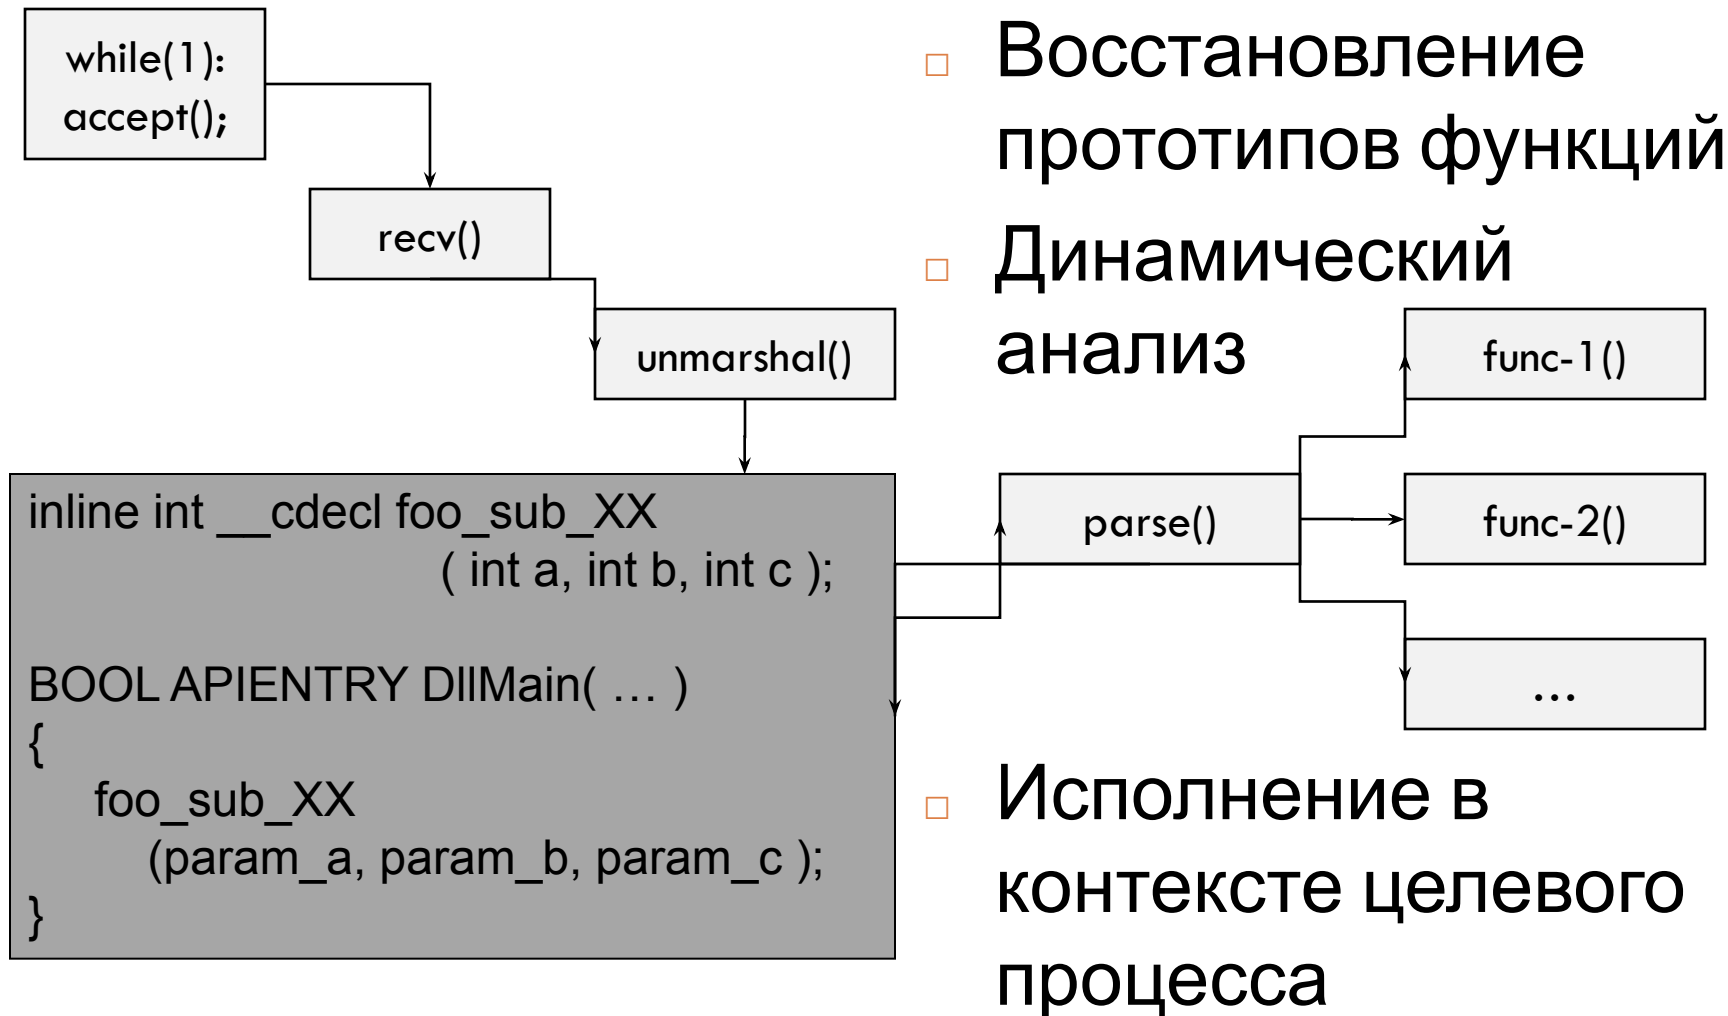 while(1):
accept();
recv()
unmarshal()
inline int __cdecl foo_sub_XX
( int a, int b, int c );
BOOL APIENTRY DllMain( … )
{
foo_sub_XX
(param_a, param_b, param_c );
}
parse()
func-1()
func-2()
…
Восстановление
прототипов функций
Динамический
анализ
Исполнение в
контексте целевого
процесса